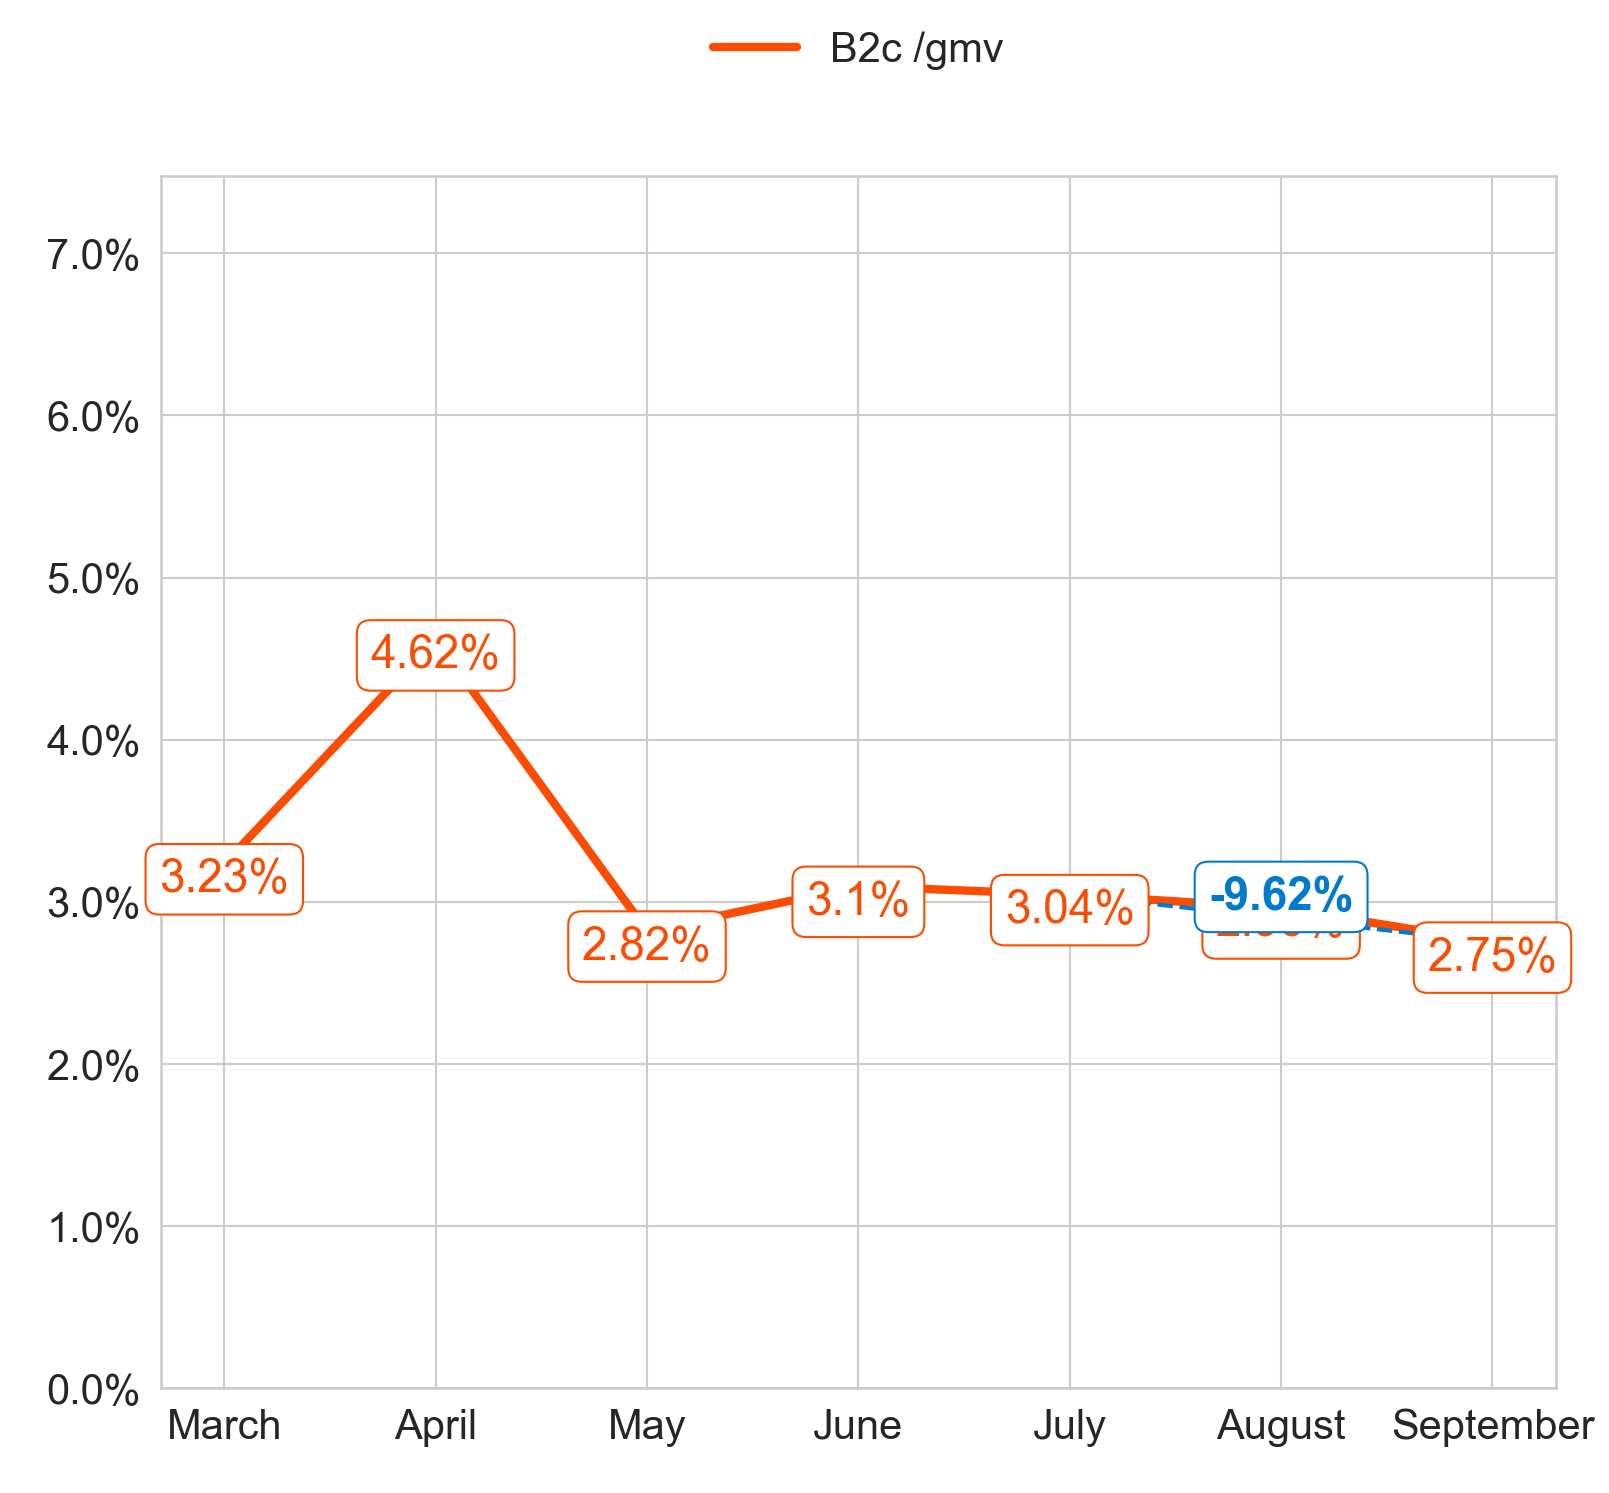 B2c /gmv
7.0%
6.0%
5.0%
4.0%
3.0%
2.0%
1.0%
0.0%
4.62%
3.23%
2.82%
3.1%
3.04%
-9.62%
2.75%
March
April
May
June
July
August
September